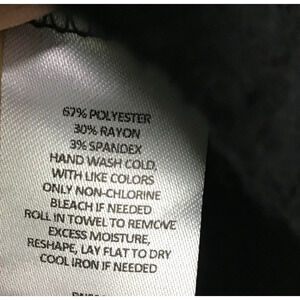 67% POLYESTER
30% RAYON
3% SPANDEX
HAND WASH COLD,
WITH LIKE COLORS
ONLY NON-CHLORINE
BLEACH IF NEEDED
ROLL IN TOWEL TO REMOVE
EXCESS MOISTURE,
RESHAPE, LAY FLAT TO DRY
COOL IRON IF NEEDED